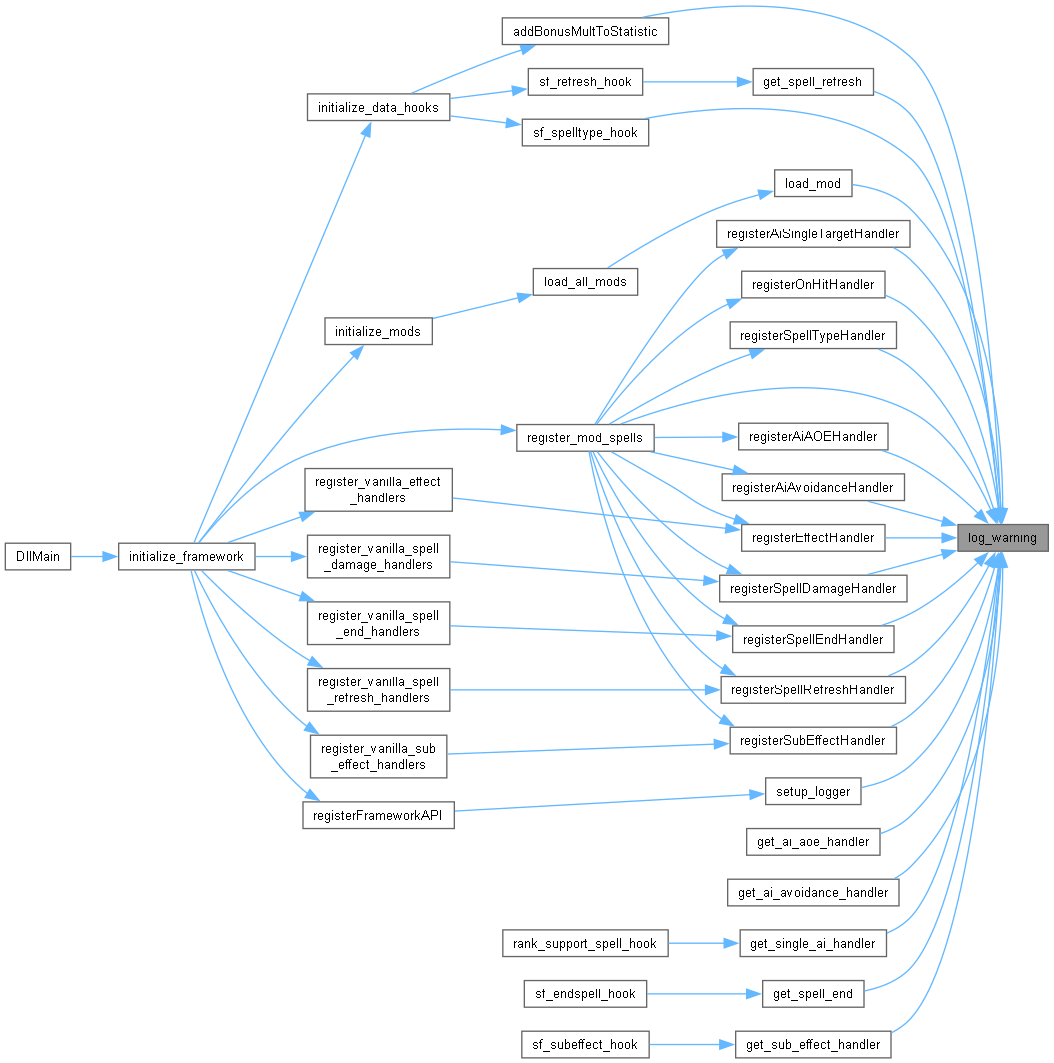 addBonusMultToStatistic
sf_refresh_hook
get_spell_refresh
initialize_data_hooks
sf_spelltype_hook
load_mod
registerAiSingleTargetHandler
load_all_mods
registerOnHitHandler
initialize_mods
registerSpellTypeHandler
register_mod_spells
registerAiAOEHandler
register_vanilla_effect
_handlers
registerAiAvoidanceHandler
registerEffectHandler
log_warning
DllMain
initialize_framework
register_vanilla_spell
_damage_handlers
registerSpellDamageHandler
register_vanilla_spell
_end_handlers
registerSpellEndHandler
register_vanilla_spell
_refresh_handlers
registerSpellRefreshHandler
register_vanilla_sub
_effect_handlers
registerSubEffectHandler
setup_logger
registerFrameworkAPI
get_ai_aoe_handler
get_ai_avoidance_handler
rank_support_spell_hook
get_single_ai_handler
sf_endspell_hook
get_spell_end
sf_subeffect_hook
get_sub_effect_handler